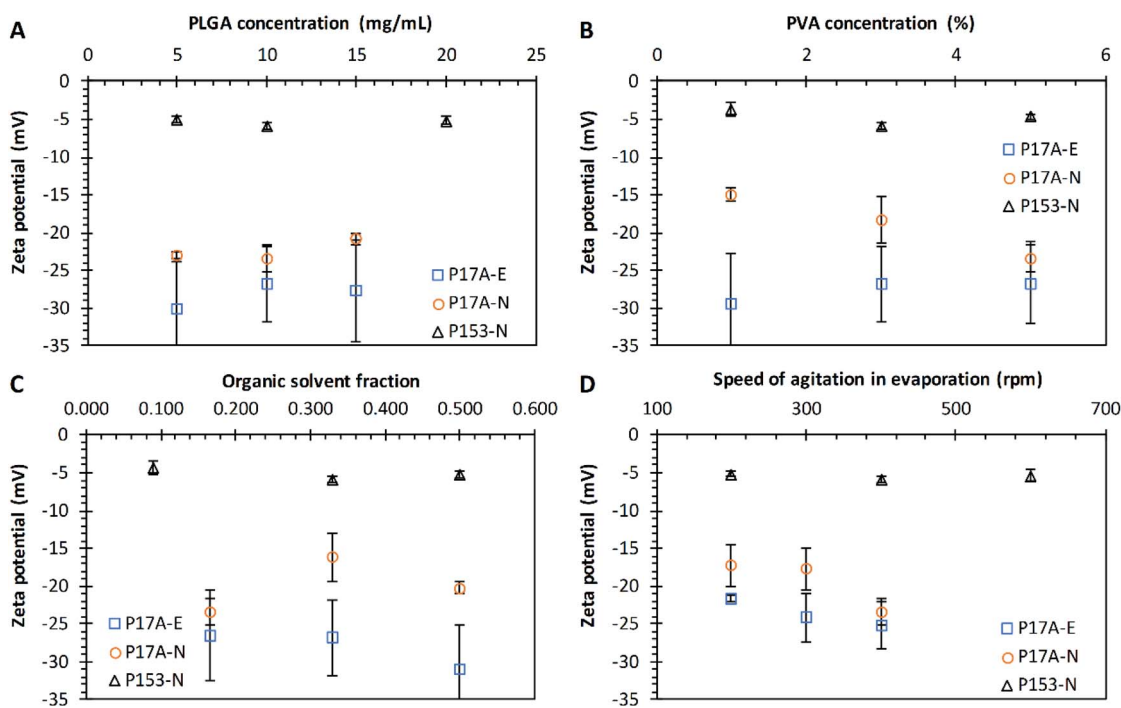 A
PLGA concentration (mg/mL)
0 5 10 15 20 25
Zeta potential (mV)
0
-5
-10
-15
-20
-25
-30
-35
P17A-E
P17A-N
P153-N
B
PVA concentration (%)
0 2 4 6
Zeta potential (mV)
0
-5
-10
-15
-20
-25
-30
-35
P17A-E
P17A-N
P153-N
C
Organic solvent fraction
0.000 0.100 0.200 0.300 0.400 0.500 0.600
Zeta potential (mV)
0
-5
-10
-15
-20
-25
-30
-35
P17A-E
P17A-N
P153-N
D
Speed of agitation in evaporation (rpm)
100 300 500 700
Zeta potential (mV)
0
-5
-10
-15
-20
-25
-30
-35
P17A-E
P17A-N
P153-N